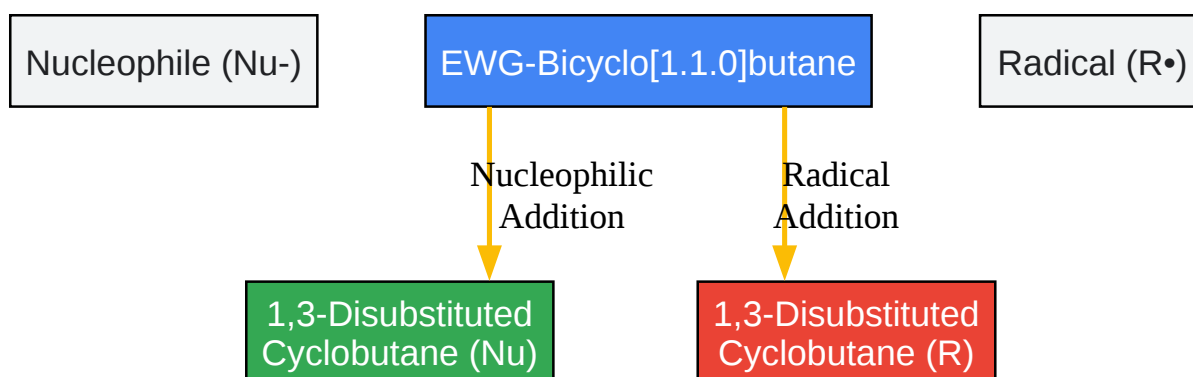 Nucleophile (Nu-)
EWG-Bicyclo[1.1.0]butane
Radical (R•)
Nucleophilic
Addition
Radical
Addition
1,3-Disubstituted
Cyclobutane (Nu)
1,3-Disubstituted
Cyclobutane (R)